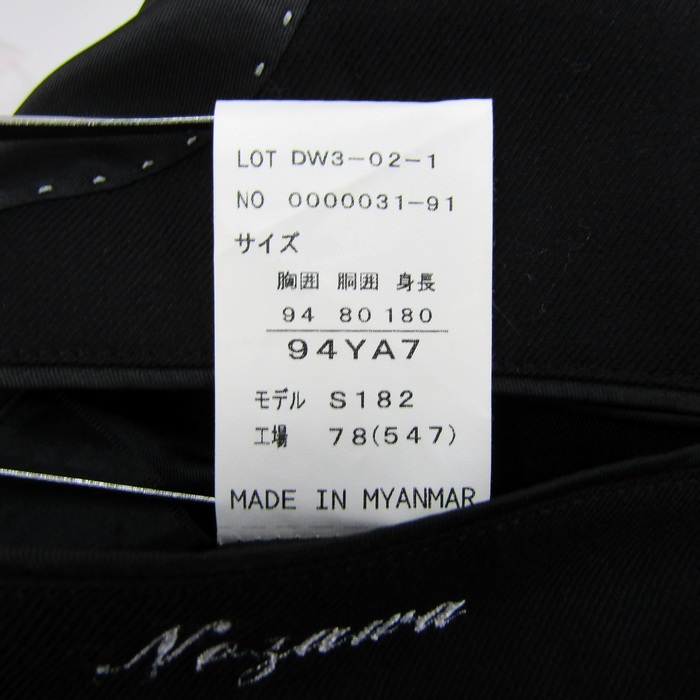 LOT DW3-02-1
NO 0000031-91
サイズ
胸囲 胴囲 身長
94 80 180
94YA7
モデル S182
工場 78(547)
MADE IN MYANMAR
Nozawa